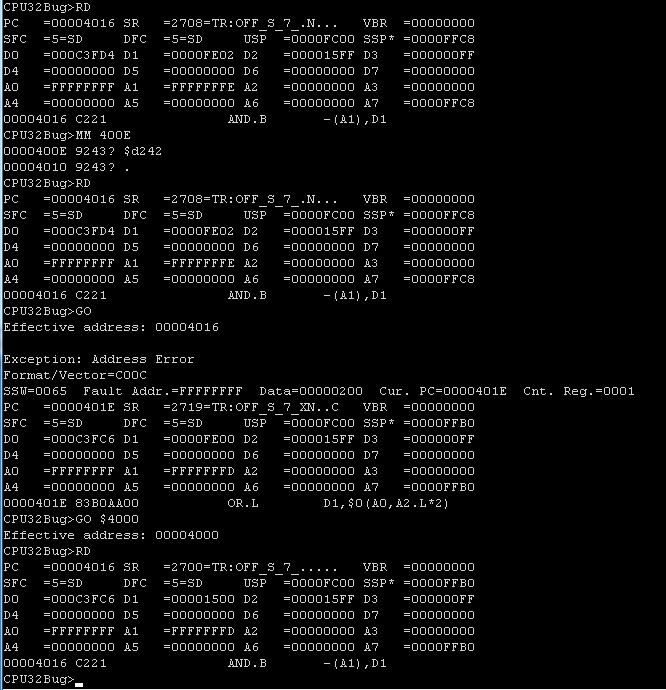 CPU32Bug>RD
PC   =00004016 SR   =2708=TR:OFF_S_7_.N...   VBR  =00000000
SFC  =5=SD     DFC  =5=SD     USP  =0000FC00 SSP* =0000FFC8
D0   =000C3FD4 D1   =0000FE02 D2   =000015FF D3   =000000FF
D4   =00000000 D5   =00000000 D6   =00000000 D7   =00000000
A0   =FFFFFFFF A1   =FFFFFFFE A2   =00000000 A3   =00000000
A4   =00000000 A5   =00000000 A6   =00000000 A7   =0000FFC8
00004016 C221               AND.B       -(A1),D1
CPU32Bug>MM 400E
0000400E 9243? $d242
00004010 9243? .
CPU32Bug>RD
PC   =00004016 SR   =2708=TR:OFF_S_7_.N...   VBR  =00000000
SFC  =5=SD     DFC  =5=SD     USP  =0000FC00 SSP* =0000FFC8
D0   =000C3FD4 D1   =0000FE02 D2   =000015FF D3   =000000FF
D4   =00000000 D5   =00000000 D6   =00000000 D7   =00000000
A0   =FFFFFFFF A1   =FFFFFFFE A2   =00000000 A3   =00000000
A4   =00000000 A5   =00000000 A6   =00000000 A7   =0000FFC8
00004016 C221               AND.B       -(A1),D1
CPU32Bug>GO
Effective address: 00004016
Exception: Address Error
Format/Vector=C00C
SSW=0065  Fault Addr.=FFFFFFFF  Data=00000200  Cur. PC=0000401E  Cnt. Reg.=0001
PC   =0000401E SR   =2719=TR:OFF_S_7_XN..C   VBR  =00000000
SFC  =5=SD     DFC  =5=SD     USP  =0000FC00 SSP* =0000FFB0
D0   =000C3FC6 D1   =0000FE00 D2   =000015FF D3   =000000FF
D4   =00000000 D5   =00000000 D6   =00000000 D7   =00000000
A0   =FFFFFFFF A1   =FFFFFFFD A2   =00000000 A3   =00000000
A4   =00000000 A5   =00000000 A6   =00000000 A7   =0000FFB0
0000401E 83B0AA00           OR.L        D1,$0(A0,A2.L*2)
CPU32Bug>GO $4000
Effective address: 00004000
CPU32Bug>RD
PC   =00004016 SR   =2700=TR:OFF_S_7_.....   VBR  =00000000
SFC  =5=SD     DFC  =5=SD     USP  =0000FC00 SSP* =0000FFB0
D0   =000C3FC6 D1   =00001500 D2   =000015FF D3   =000000FF
D4   =00000000 D5   =00000000 D6   =00000000 D7   =00000000
A0   =FFFFFFFF A1   =FFFFFFFD A2   =00000000 A3   =00000000
A4   =00000000 A5   =00000000 A6   =00000000 A7   =0000FFB0
00004016 C221               AND.B       -(A1),D1
CPU32Bug>